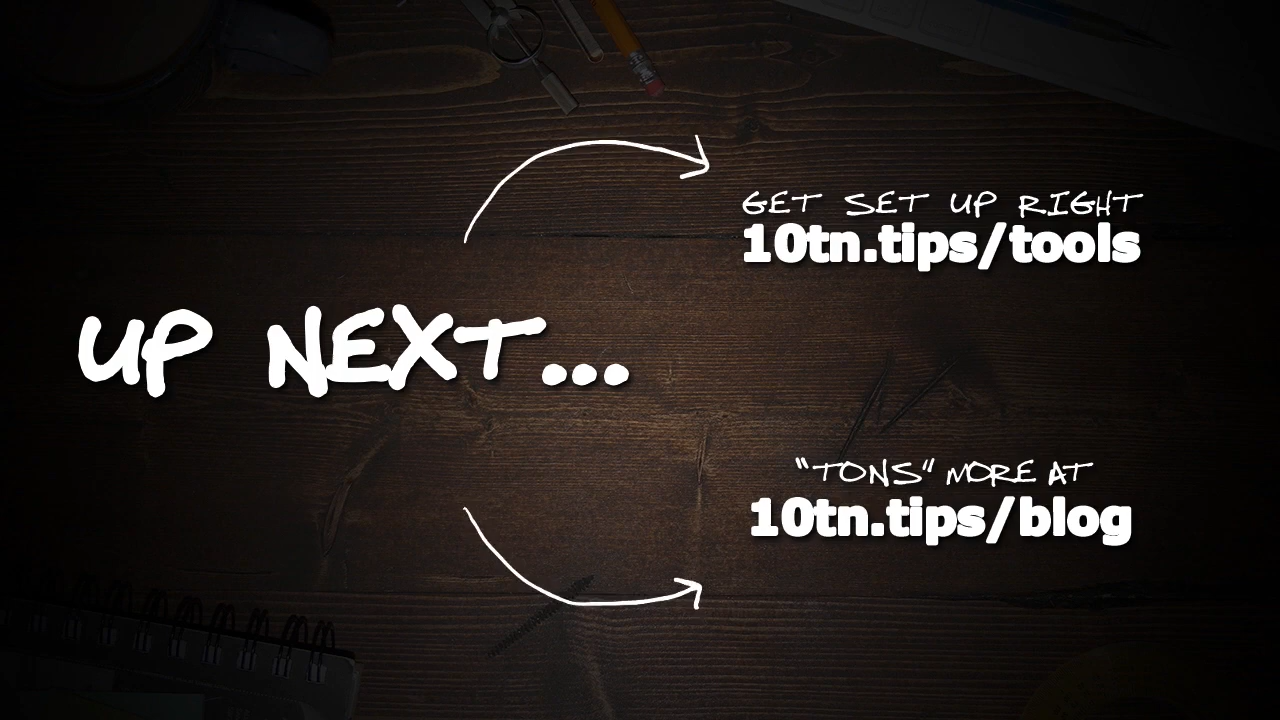 UP NEXT...
GET SET UP RIGHT
10tn.tips/tools
"TONS" MORE AT
10tn.tips/blog